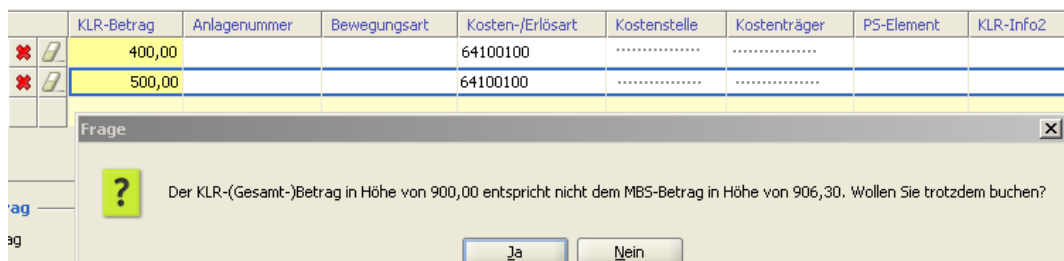 KLR-Betrag Anlagenummer Bewegungsart Kosten-/Erlösart Kostenstelle Kostenträger PS-Element KLR-Info2
400,00 64100100
500,00 64100100
Frage
Der KLR-(Gesamt-)Betrag in Höhe von 900,00 entspricht nicht dem MBS-Betrag in Höhe von 906,30. Wollen Sie trotzdem buchen?
Ja Nein